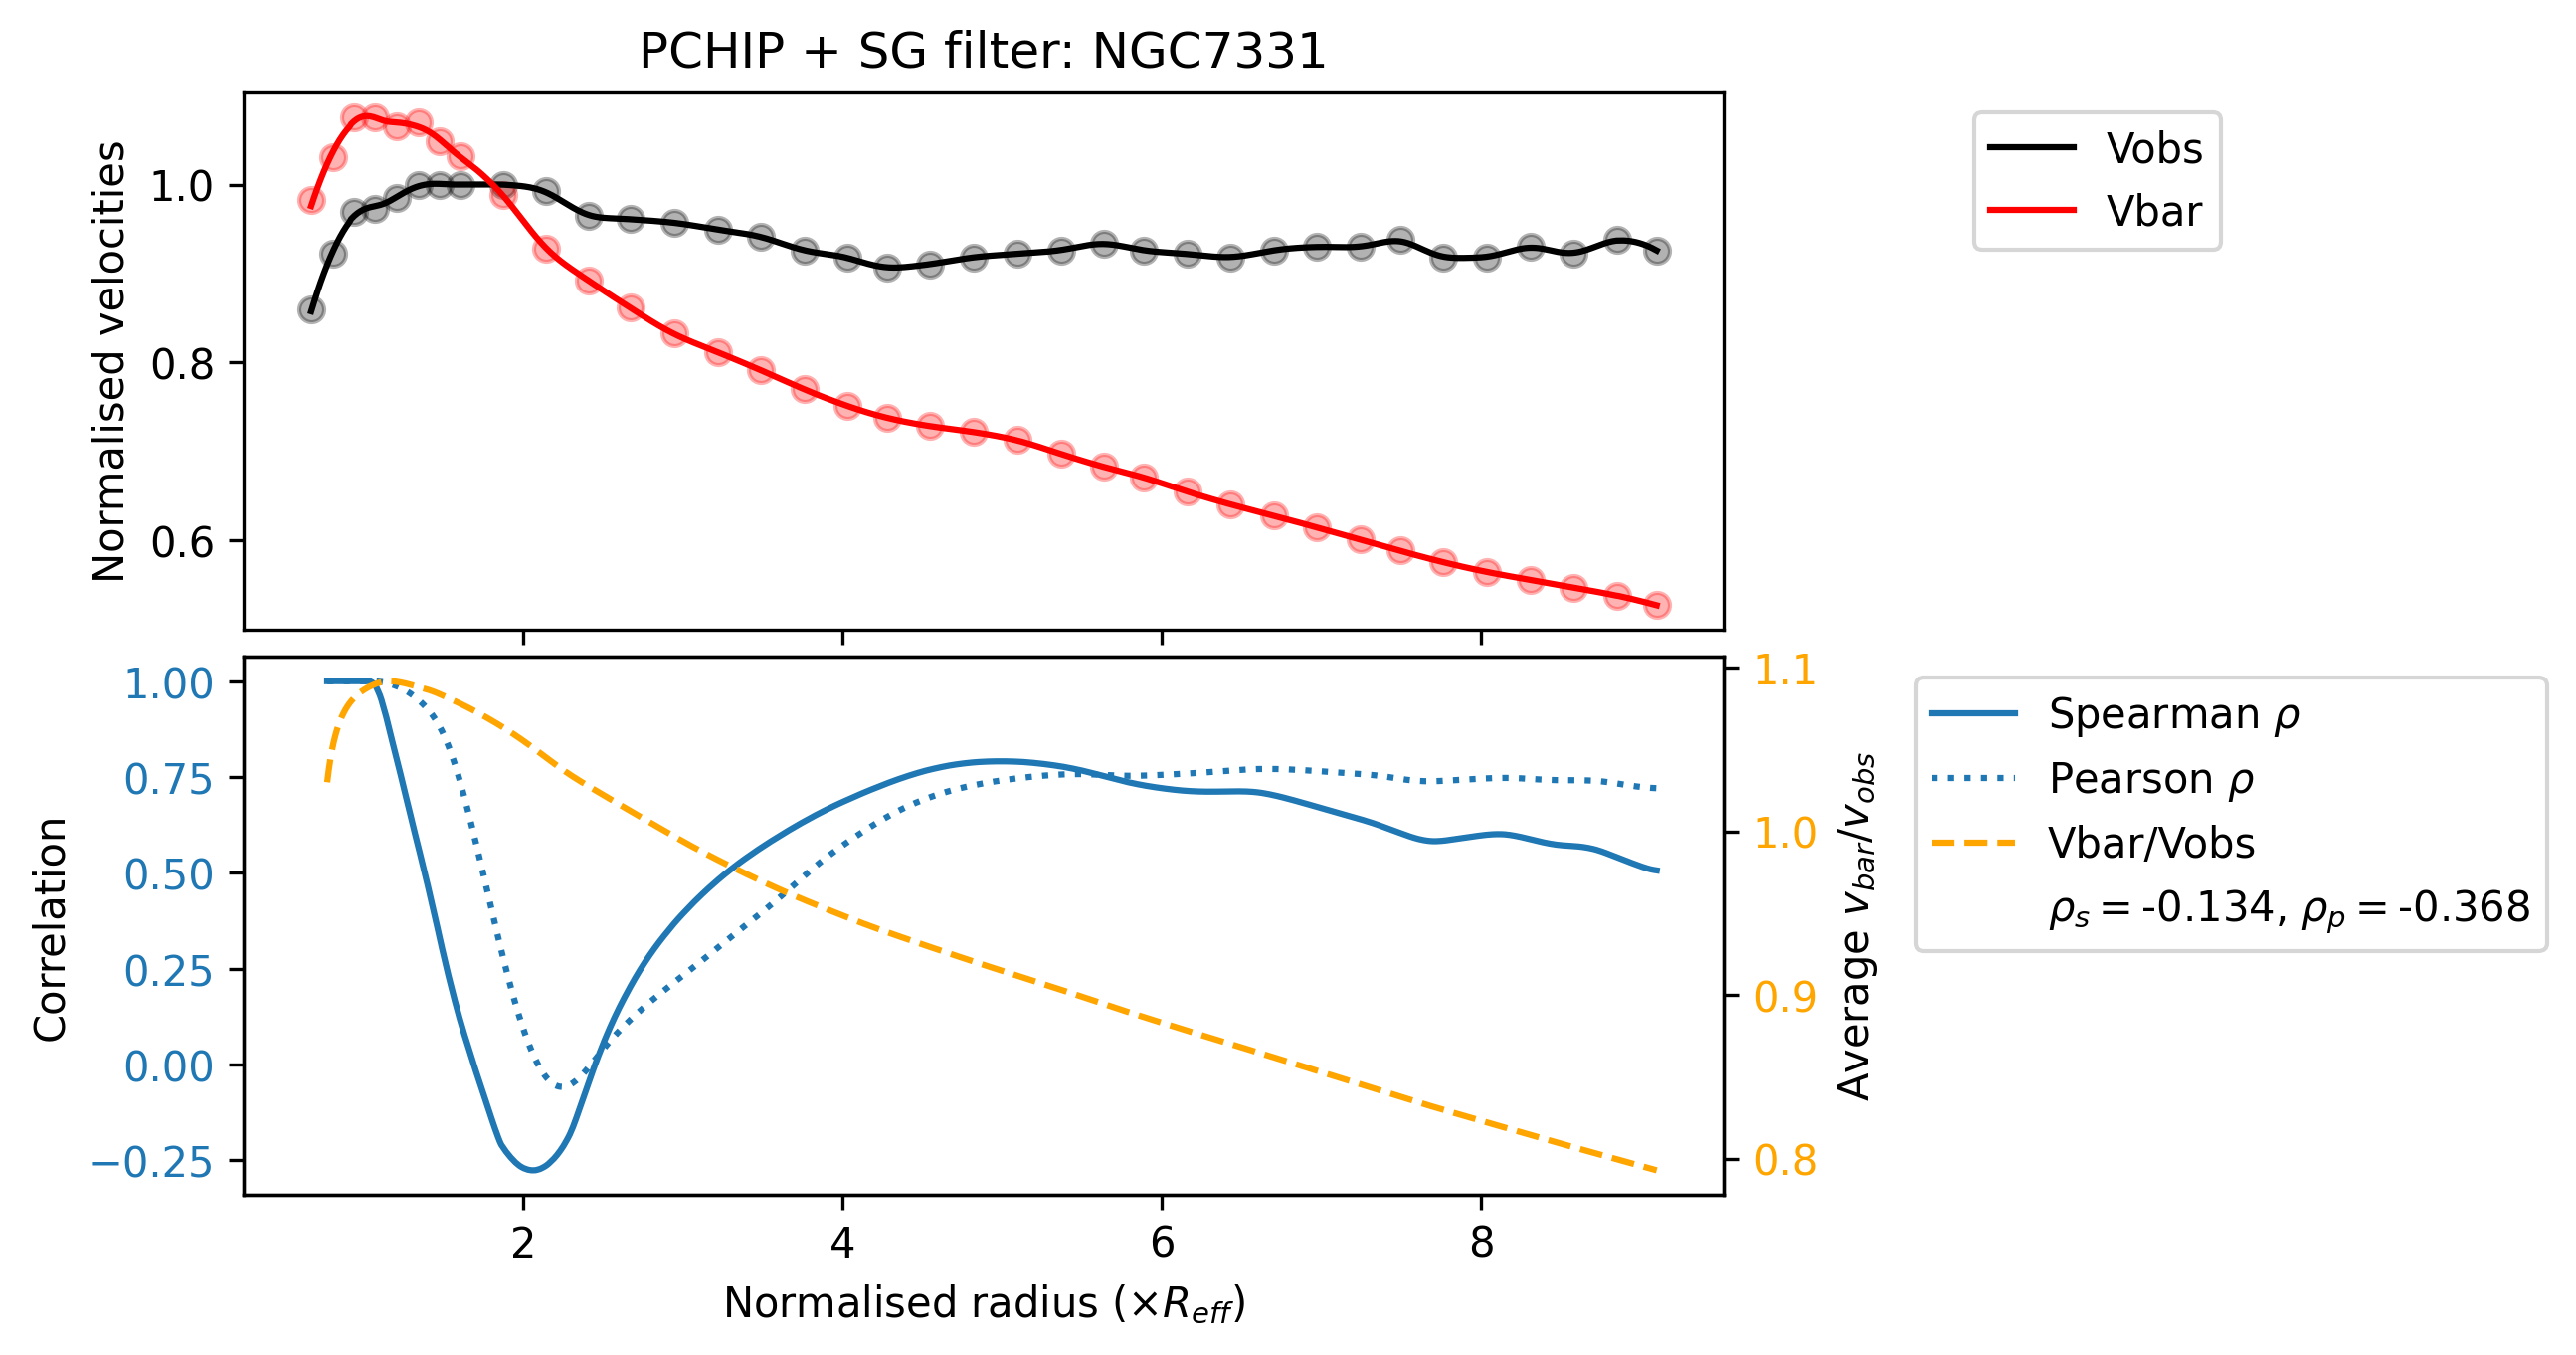 PCHIP + SG filter: NGC7331
Normalised velocities
1.0
0.8
0.6
Vobs
Vbar
Correlation
1.00
0.75
0.50
0.25
0.00
−0.25
1.1
1.0
0.9
0.8
Average v_bar/v_obs
Spearman ρ
Pearson ρ
Vbar/Vobs
ρ_s = -0.134, ρ_p = -0.368
2 4 6 8
Normalised radius (×R_eff)